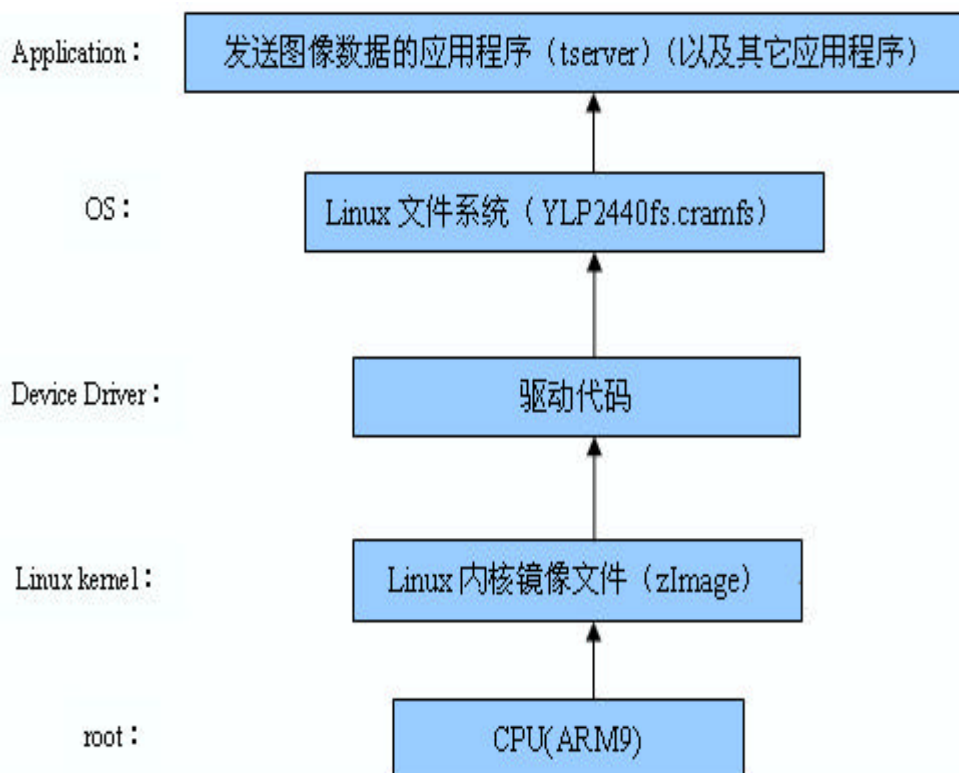 Application： 发送图像数据的应用程序（tserver）（以及其它应用程序）
OS： Linux 文件系统（ YLP2440fs.cramfs）
Device Driver： 驱动代码
Linux kernel： Linux 内核镜像文件（zImage）
root： CPU(ARM9)